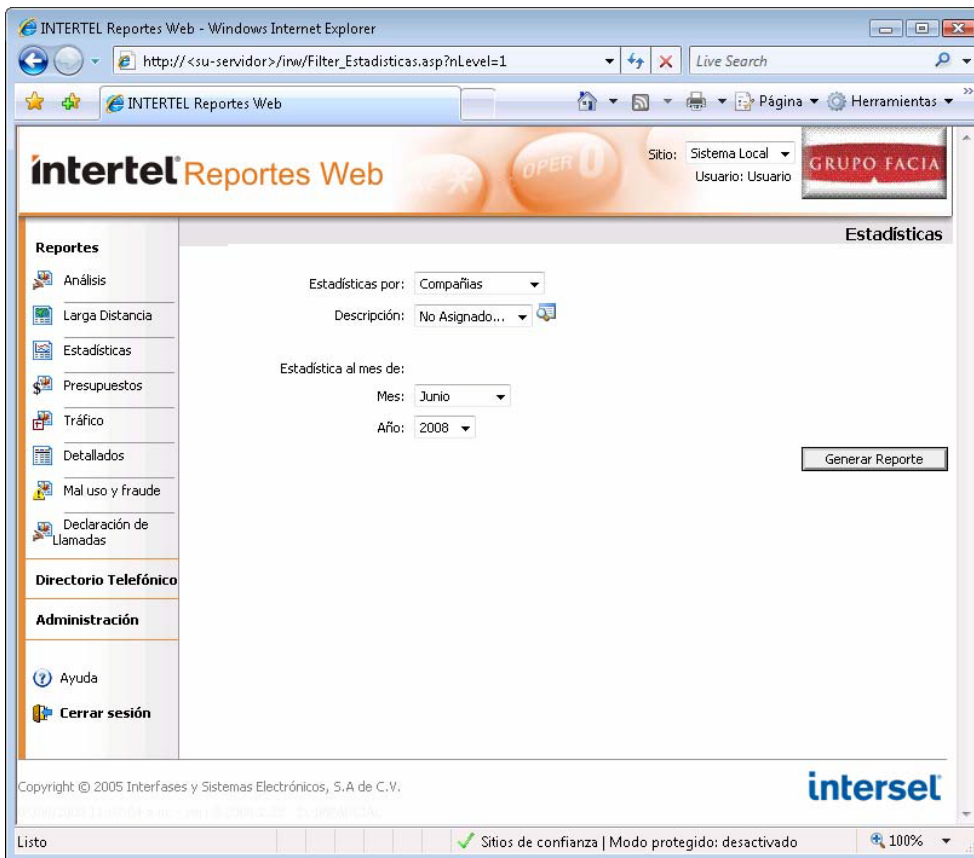 INTERTEL Reportes Web - Windows Internet Explorer
http://<su-servidor>/irw/Filter_Estadisticas.asp?nLevel=1
Live Search
INTERTEL Reportes Web
Página
Herramientas
intertel Reportes Web
OPER 0
Sitio: Sistema Local
Usuario: Usuario
GRUPO FACIA
Estadísticas
Reportes
Análisis
Larga Distancia
Estadísticas
Presupuestos
Tráfico
Detallados
Mal uso y fraude
Declaración de
Llamadas
Directorio Telefónico
Administración
Ayuda
Cerrar sesión
Estadísticas por: Compañias
Descripción: No Asignado...
Estadística al mes de:
Mes: Junio
Año: 2008
Generar Reporte
Copyright © 2005 Interfases y Sistemas Electrónicos, S.A de C.V.
intersel
Listo
Sitios de confianza | Modo protegido: desactivado
100%